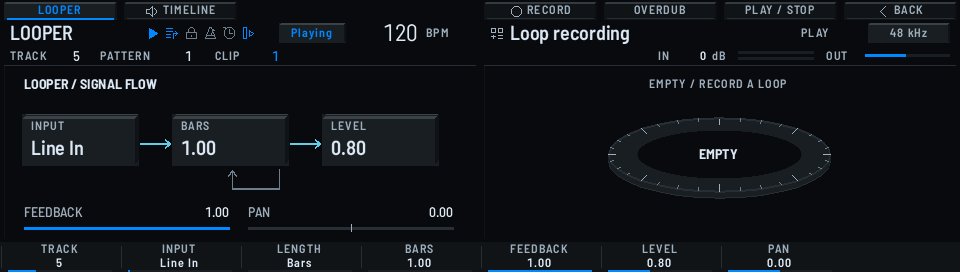 LOOPER TIMELINE RECORD OVERDUB PLAY / STOP BACK
LOOPER Playing 120 BPM Loop recording PLAY 48 kHz
TRACK 5 PATTERN 1 CLIP 1 IN 0 dB OUT
LOOPER / SIGNAL FLOW
EMPTY / RECORD A LOOP
INPUT BARS LEVEL
Line In 1.00 0.80
EMPTY
FEEDBACK 1.00 PAN 0.00
TRACK INPUT LENGTH BARS FEEDBACK LEVEL PAN
5 Line In Bars 1.00 1.00 0.80 0.00